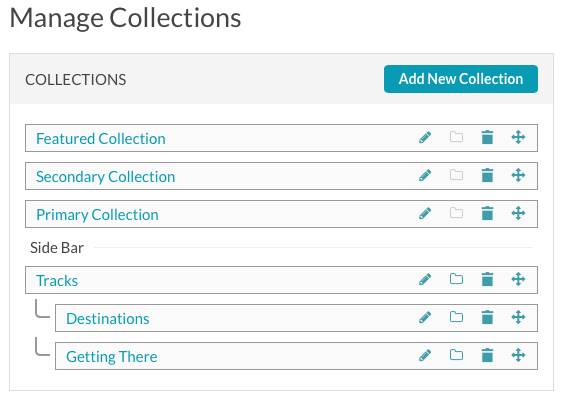 Manage Collections
COLLECTIONS
Add New Collection
Featured Collection
Secondary Collection
Primary Collection
Side Bar
Tracks
Destinations
Getting There